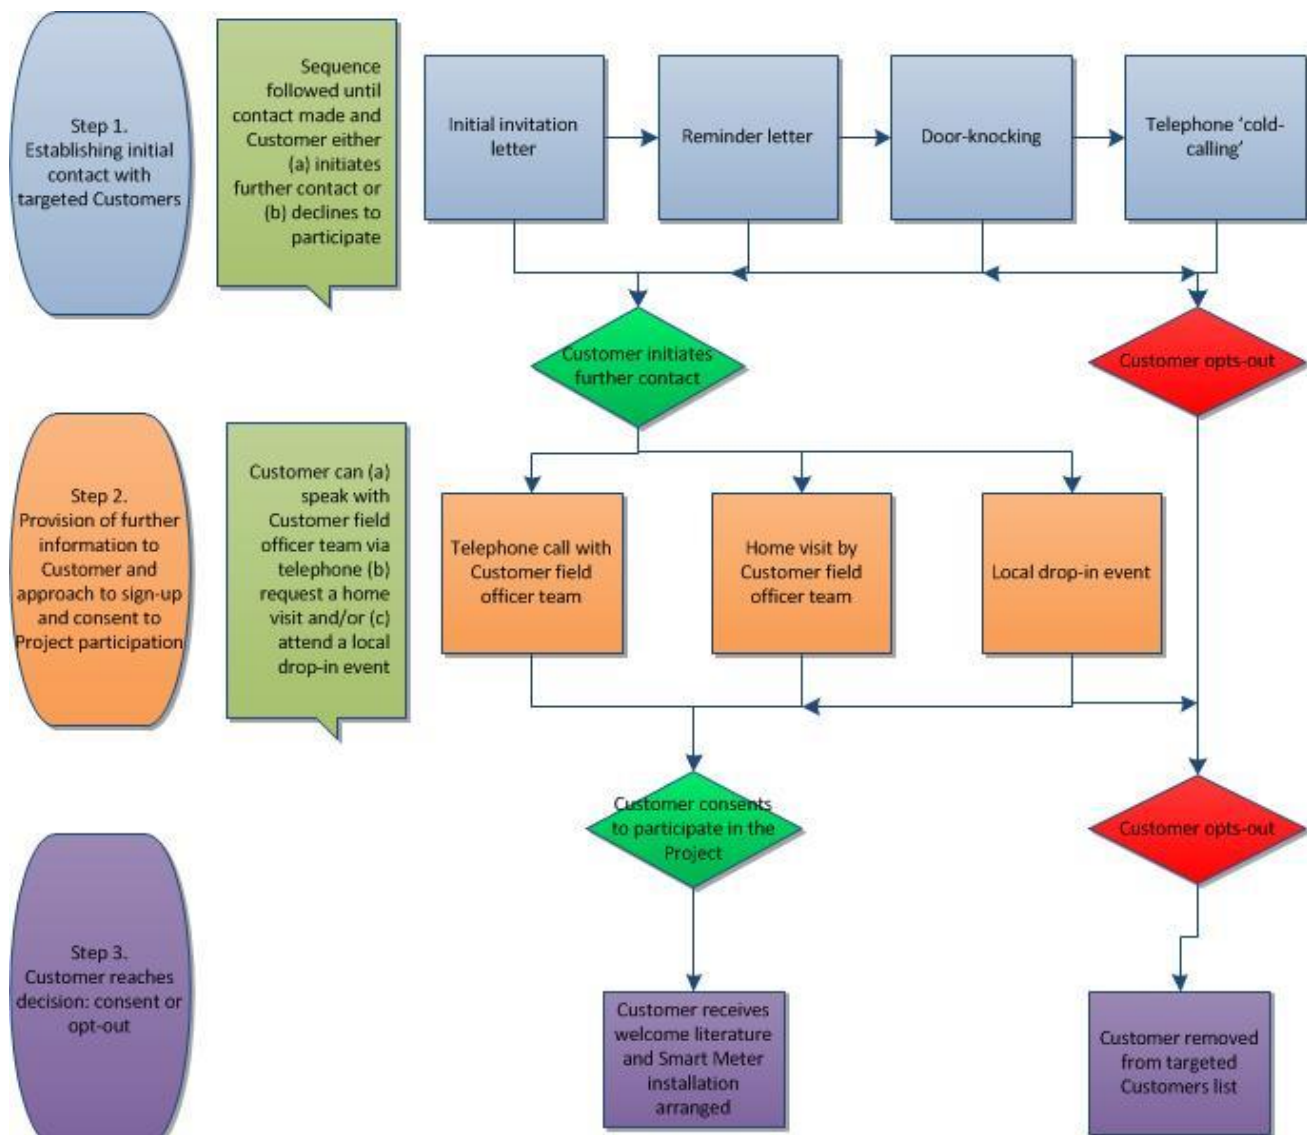 Step 1.
Establishing initial
contact with
targeted Customers
Sequence
followed until
contact made and
Customer either
(a) initiates
further contact or
(b) declines to
participate
Initial invitation
letter
Reminder letter
Door-knocking
Telephone ‘cold-
calling’
Customer initiates
further contact
Customer opts-out
Step 2.
Provision of further
information to
Customer and
approach to sign-up
and consent to
Project participation
Customer can (a)
speak with
Customer field
officer team via
telephone (b)
request a home
visit and/or (c)
attend a local
drop-in event
Telephone call with
Customer field
officer team
Home visit by
Customer field
officer team
Local drop-in event
Customer consents
to participate in the
Project
Customer opts-out
Step 3.
Customer reaches
decision: consent or
opt-out
Customer receives
welcome literature
and Smart Meter
installation
arranged
Customer removed
from targeted
Customers list